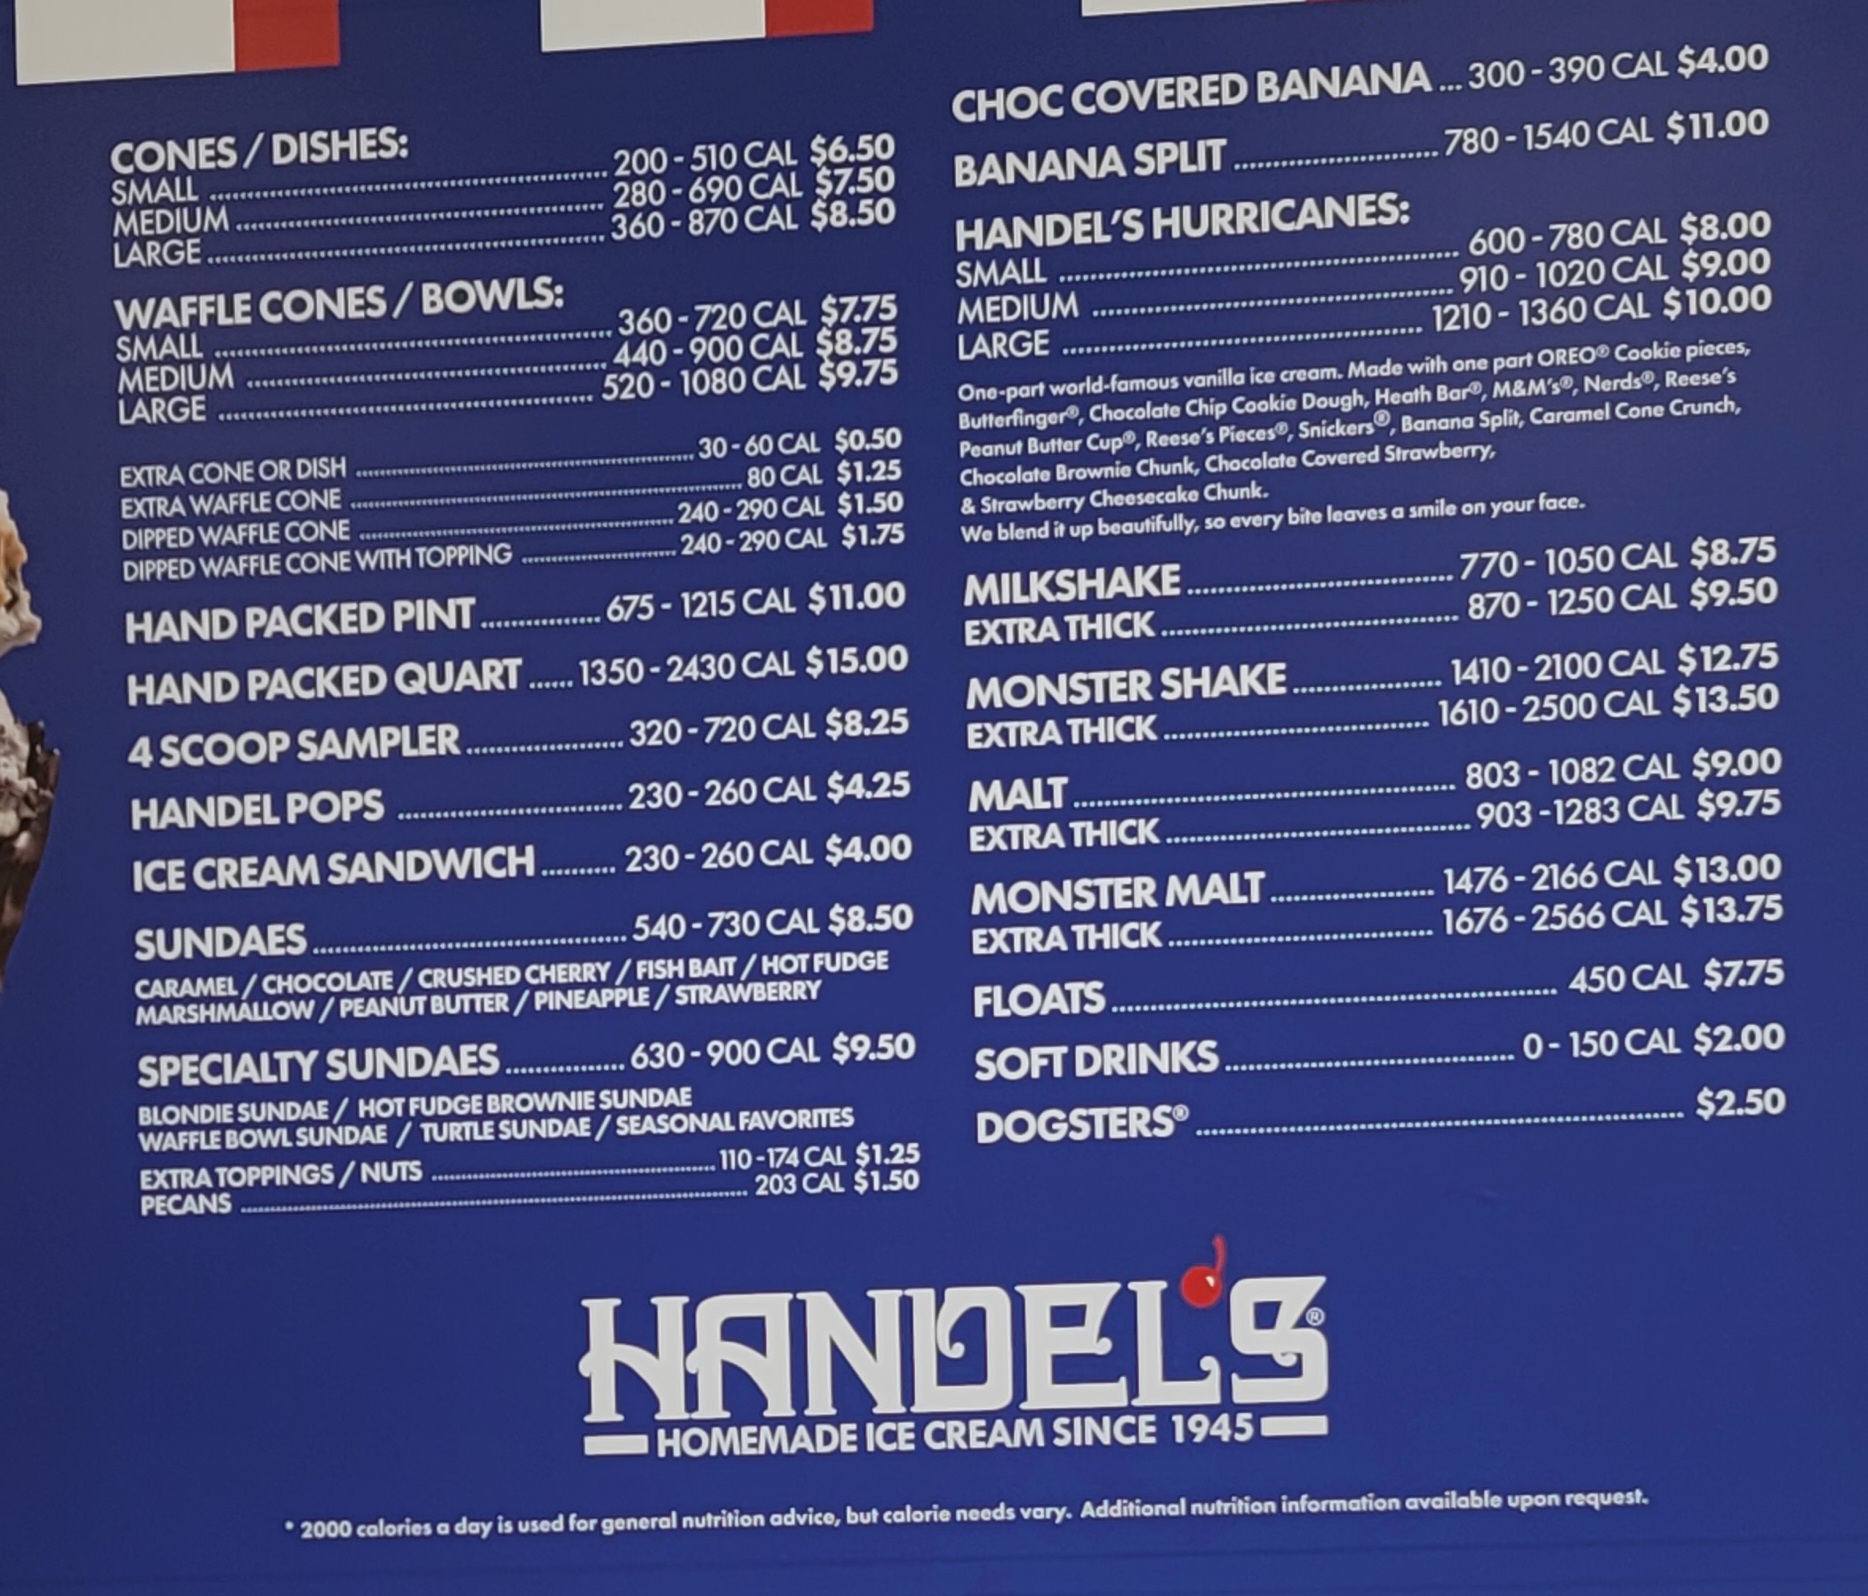 CONES / DISHES:
SMALL ........ 200 - 510 CAL $6.50
MEDIUM ........ 280 - 690 CAL $7.50
LARGE ........ 360 - 870 CAL $8.50
WAFFLE CONES / BOWLS:
SMALL ........ 360 - 720 CAL $7.75
MEDIUM ........ 440 - 900 CAL $8.75
LARGE ........ 520 - 1080 CAL $9.75
EXTRA CONE OR DISH ........ 30 - 60 CAL $0.50
EXTRA WAFFLE CONE ........ 80 CAL $1.25
DIPPED WAFFLE CONE ........ 240 - 290 CAL $1.50
DIPPED WAFFLE CONE WITH TOPPING ........ 240 - 290 CAL $1.75
HAND PACKED PINT ........ 675 - 1215 CAL $11.00
HAND PACKED QUART ...... 1350 - 2430 CAL $15.00
4 SCOOP SAMPLER ........ 320 - 720 CAL $8.25
HANDEL POPS ........ 230 - 260 CAL $4.25
ICE CREAM SANDWICH ........ 230 - 260 CAL $4.00
SUNDAES ........ 540 - 730 CAL $8.50
CARAMEL / CHOCOLATE / CRUSHED CHERRY / FISH BAIT / HOT FUDGE
MARSHMALLOW / PEANUT BUTTER / PINEAPPLE / STRAWBERRY
SPECIALTY SUNDAES ........ 630 - 900 CAL $9.50
BLONDIE SUNDAE / HOT FUDGE BROWNIE SUNDAE
WAFFLE BOWL SUNDAE / TURTLE SUNDAE / SEASONAL FAVORITES
EXTRA TOPPINGS / NUTS ........ 110 - 174 CAL $1.25
PECANS ........ 203 CAL $1.50
CHOC COVERED BANANA ... 300 - 390 CAL $4.00
BANANA SPLIT ........ 780 - 1540 CAL $11.00
HANDEL'S HURRICANES:
SMALL ........ 600 - 780 CAL $8.00
MEDIUM ........ 910 - 1020 CAL $9.00
LARGE ........ 1210 - 1360 CAL $10.00
One-part world-famous vanilla ice cream. Made with one part OREO® Cookie pieces,
Butterfinger®, Chocolate Chip Cookie Dough, Heath Bar®, M&M's®, Nerds®, Reese's
Peanut Butter Cup®, Reese's Pieces®, Snickers®, Banana Split, Caramel Cone Crunch,
Chocolate Brownie Chunk, Chocolate Covered Strawberry,
& Strawberry Cheesecake Chunk.
We blend it up beautifully, so every bite leaves a smile on your face.
MILKSHAKE ........ 770 - 1050 CAL $8.75
EXTRA THICK ........ 870 - 1250 CAL $9.50
MONSTER SHAKE ........ 1410 - 2100 CAL $12.75
EXTRA THICK ........ 1610 - 2500 CAL $13.50
MALT ........ 803 - 1082 CAL $9.00
EXTRA THICK ........ 903 -1283 CAL $9.75
MONSTER MALT ........ 1476 - 2166 CAL $13.00
EXTRA THICK ........ 1676 - 2566 CAL $13.75
FLOATS ........ 450 CAL $7.75
SOFT DRINKS ........ 0 - 150 CAL $2.00
DOGSTERS® ........ $2.50
HANDEL'S®
HOMEMADE ICE CREAM SINCE 1945
* 2000 calories a day is used for general nutrition advice, but calorie needs vary. Additional nutrition information available upon request.